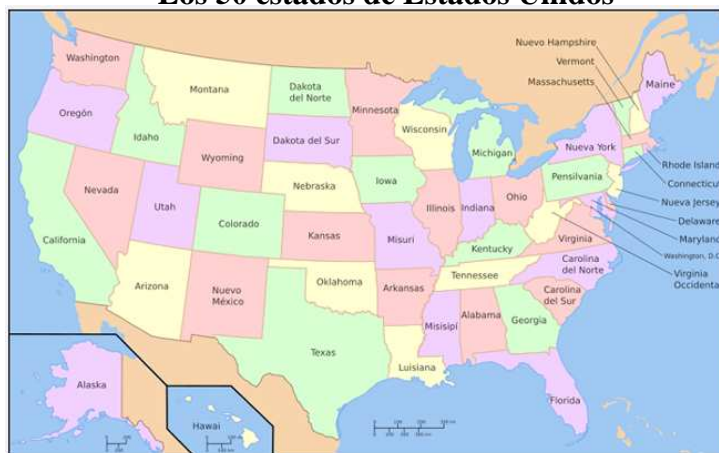 Los 50 estados de Estados Unidos
Nuevo Hampshire
Vermont
Massachusetts
Washington
Montana
Dakota
del Norte
Minnesota
Maine
Oregón
Idaho
Wisconsin
Dakota del Sur
Michigan
Nueva York
Wyoming
Rhode Island
Connecticu
Nevada
Nebraska
Iowa
Pensilvania
Nueva Jersey
Utah
Colorado
Illinois
Indiana
Ohio
Delaware
California
Kansas
Misuri
Virginia
Maryland
Washington, D.C
Kentucky
Carolina
del Norte
Virginia
Occidenta
Arizona
Nuevo
México
Oklahoma
Arkansas
Tennessee
Carolina
del Sur
Misisipi
Alabama
Georgia
Texas
Luisiana
Alaska
Florida
Hawai